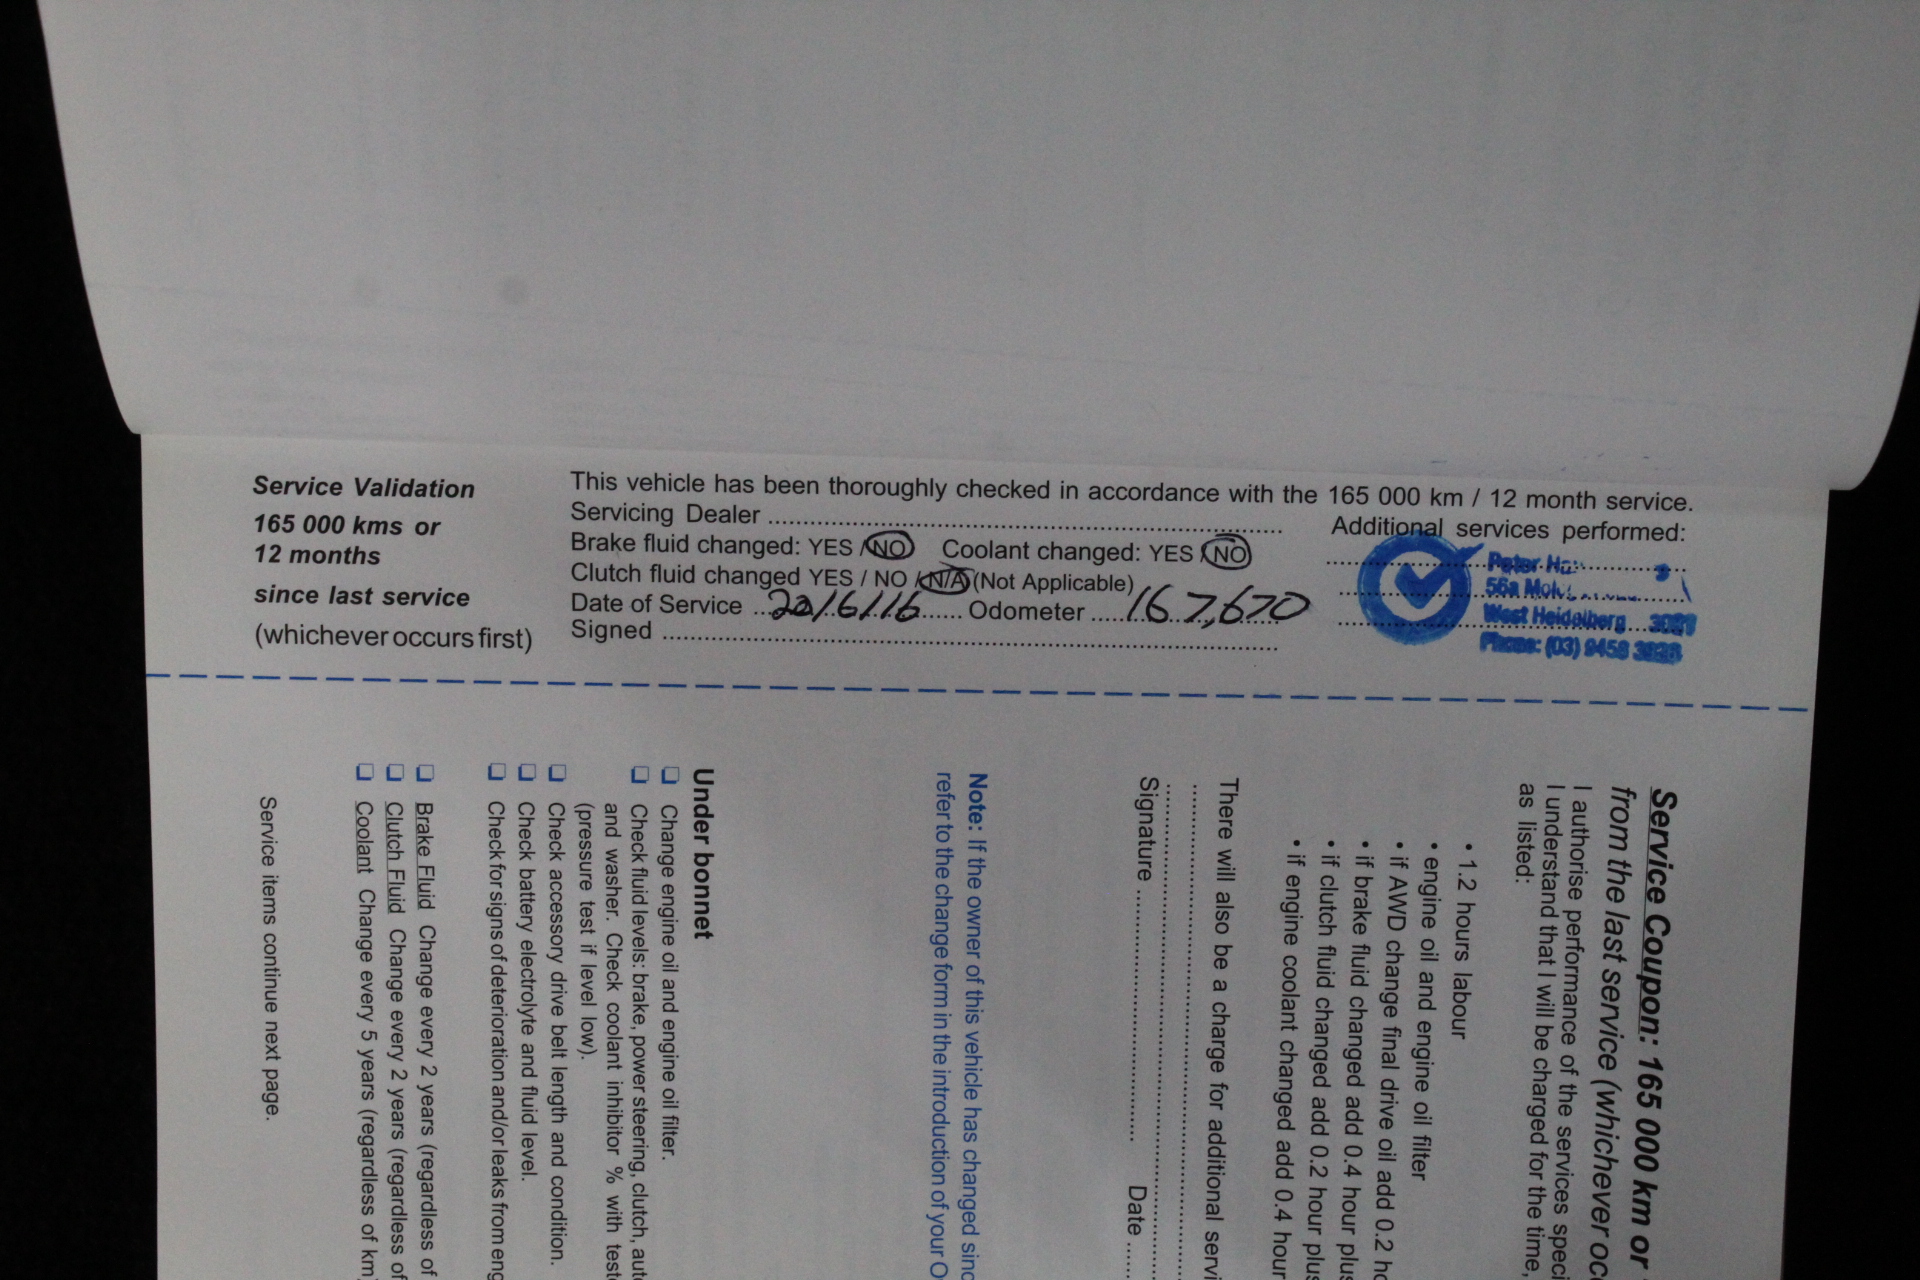 Service Validation
165 000 kms or
12 months
since last service
(whichever occurs first)
This vehicle has been thoroughly checked in accordance with the 165 000 km / 12 month service.
Servicing Dealer
Additional services performed:
Brake fluid changed: YES / NO Coolant changed: YES / NO
Clutch fluid changed YES / NO / N/A (Not Applicable)
Date of Service 22/6/16 Odometer 167,670
Signed
Peter
56a
West Heidelberg
Phone: (03) 9458
Service Coupon: 165 000 km or
from the last service (whichever
I authorise performance of the services
I understand that I will be charged for the time,
as listed:
• 1.2 hours labour
• engine oil and engine oil filter
• if AWD change final drive oil add 0.2
• if brake fluid changed add 0.4 hour
• if clutch fluid changed add 0.2 hour
• if engine coolant changed add 0.4 hour
There will also be a charge for additional
Signature Date
Note: If the owner of this vehicle has changed
refer to the change form in the introduction of your
Under bonnet
❑ Change engine oil and engine oil filter.
❑ Check fluid levels: brake, power steering, clutch,
and washer. Check coolant inhibitor % with
(pressure test if level low).
❑ Check accessory drive belt length and condition.
❑ Check battery electrolyte and fluid level.
❑ Check for signs of deterioration and/or leaks from
❑ Brake Fluid Change every 2 years (regardless of
❑ Clutch Fluid Change every 2 years (regardless of
❑ Coolant Change every 5 years (regardless of km
Service items continue next page.